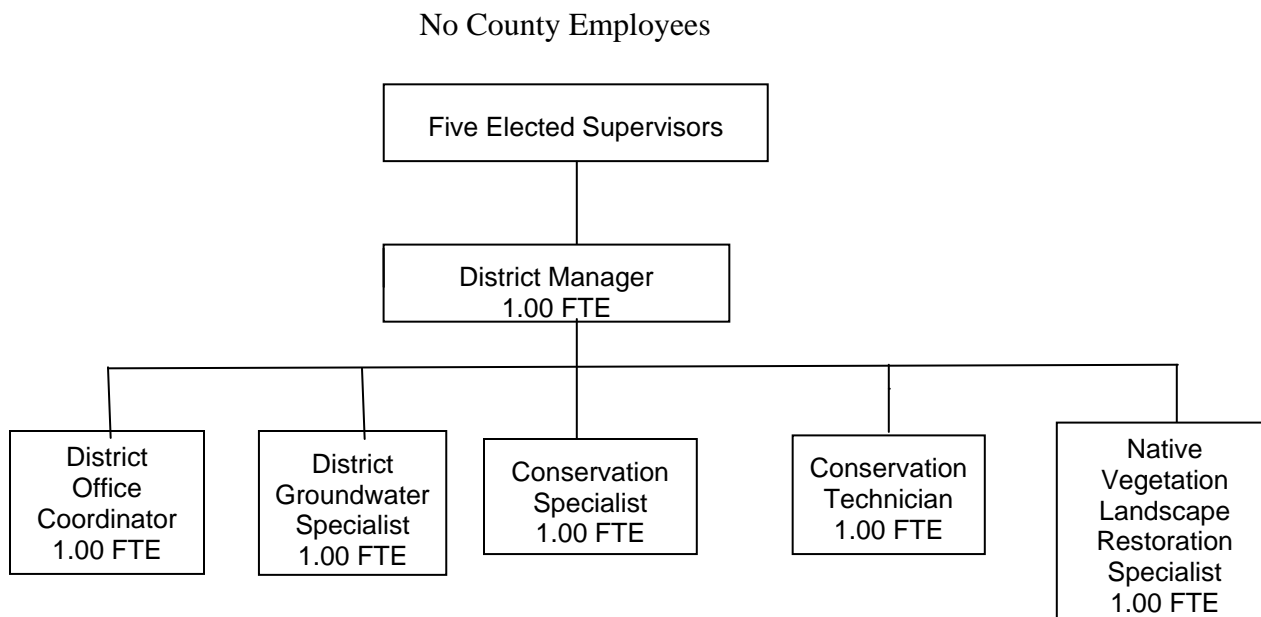 No County Employees
Five Elected Supervisors
District Manager
1.00 FTE
District
Office
Coordinator
1.00 FTE
District
Groundwater
Specialist
1.00 FTE
Conservation
Specialist
1.00 FTE
Conservation
Technician
1.00 FTE
Native
Vegetation
Landscape
Restoration
Specialist
1.00 FTE